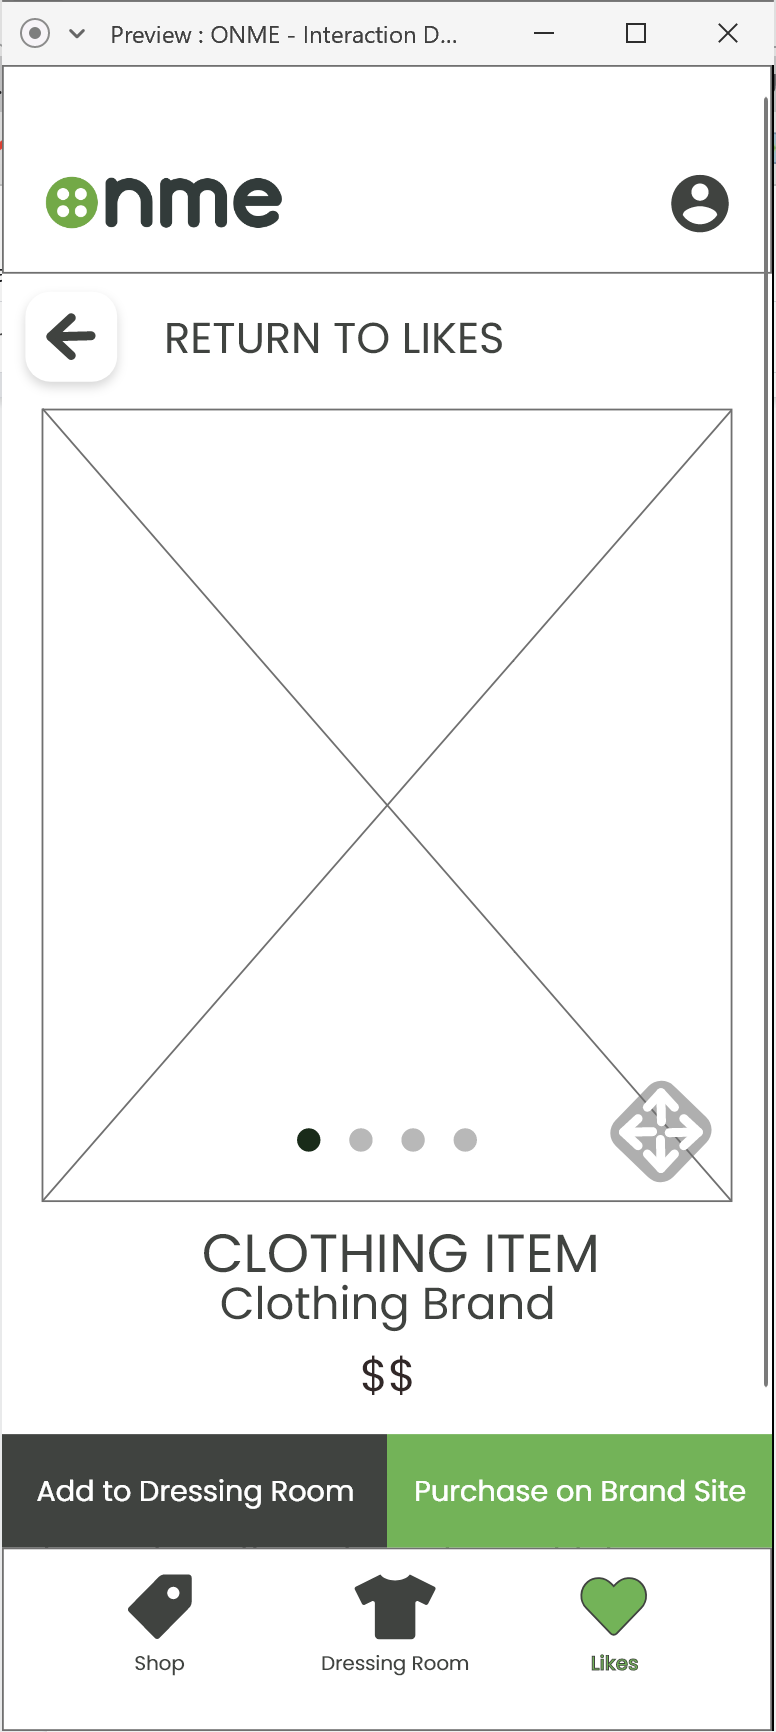 Preview : ONME - Interaction D...
onme
RETURN TO LIKES
CLOTHING ITEM
Clothing Brand
$$
Add to Dressing Room
Purchase on Brand Site
Shop
Dressing Room
Likes